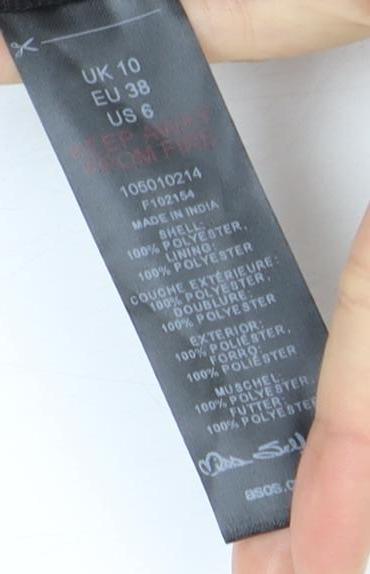 UK 10
EU 38
US 6
KEEP AWAY
FROM FIRE
105010214
F102154
MADE IN INDIA
SHELL:
100% POLYESTER,
LINING:
100% POLYESTER
COUCHE EXTÉRIEURE:
100% POLYESTER,
DOUBLURE:
100% POLYESTER
EXTERIOR:
100% POLIÉSTER,
FORRO:
100% POLIÉSTER
MUSCHEL:
100% POLYESTER,
FUTTER:
100% POLYESTER
asos.c